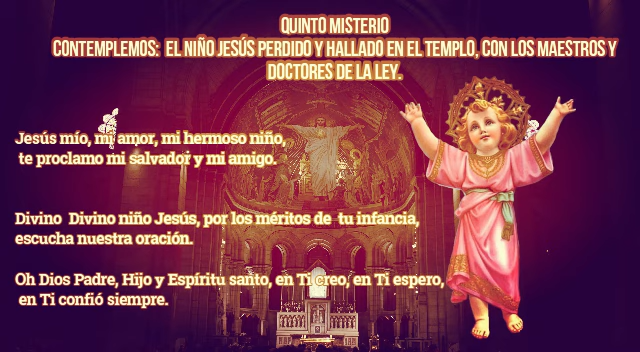 QUINTO MISTERIO
CONTEMPLEMOS: EL NIÑO JESÚS PERDIDO Y HALLADO EN EL TEMPLO, CON LOS MAESTROS Y
DOCTORES DE LA LEY.
Jesús mío, mi amor, mi hermoso niño,
te proclamo mi salvador y mi amigo.
Divino Divino niño Jesús, por los méritos de tu infancia,
escucha nuestra oración.
Oh Dios Padre, Hijo y Espíritu santo, en Ti creo, en Ti espero,
en Ti confió siempre.